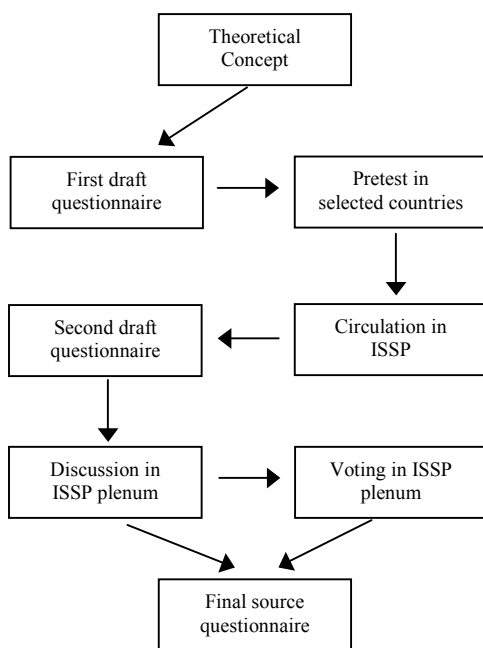 Theoretical
Concept
First draft
questionnaire
Pretest in
selected countries
Second draft
questionnaire
Circulation in
ISSP
Discussion in
ISSP plenum
Voting in ISSP
plenum
Final source
questionnaire